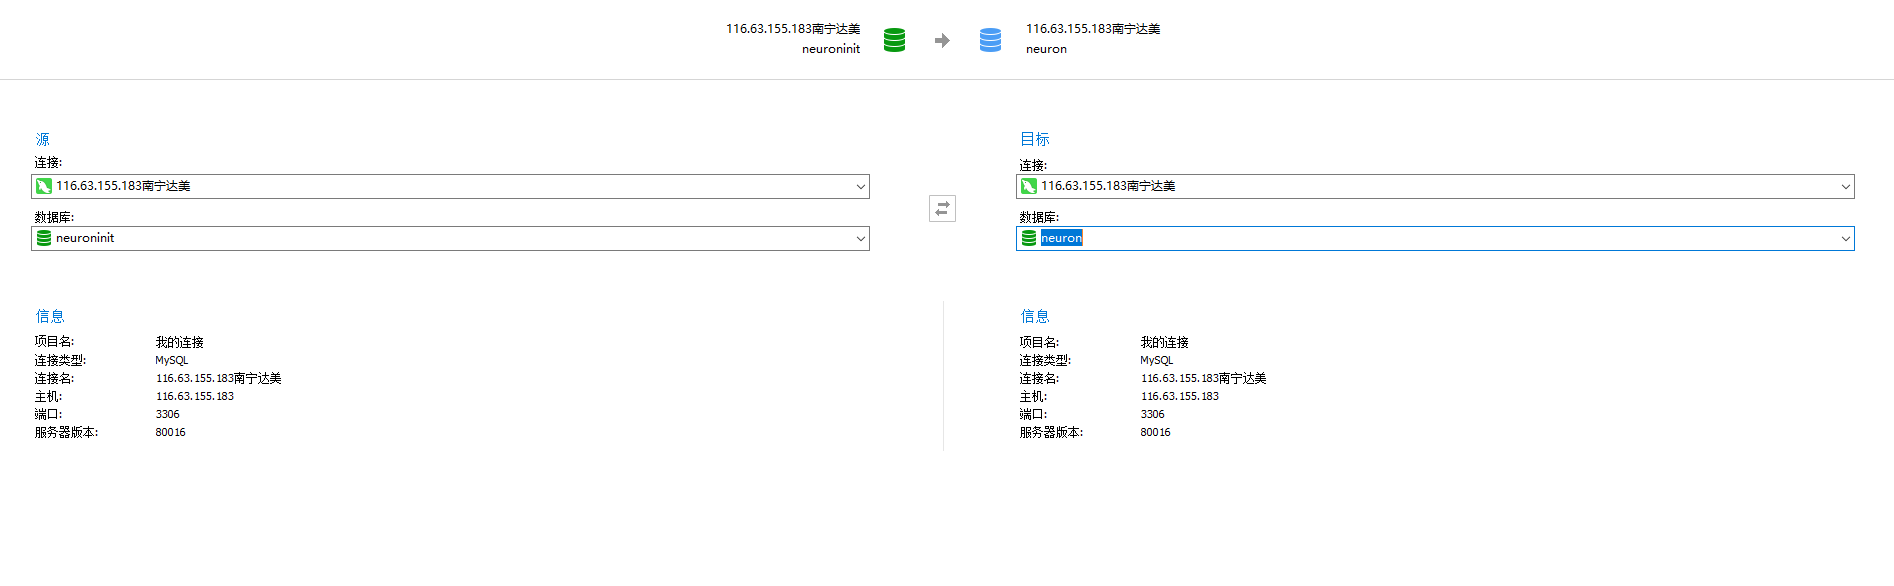 116.63.155.183南宁达美
neuroninit
116.63.155.183南宁达美
neuron
源
连接:
116.63.155.183南宁达美
数据库:
neuroninit
目标
连接:
116.63.155.183南宁达美
数据库:
neuron
信息
项目名: 我的连接
连接类型: MySQL
连接名: 116.63.155.183南宁达美
主机: 116.63.155.183
端口: 3306
服务器版本: 80016
信息
项目名: 我的连接
连接类型: MySQL
连接名: 116.63.155.183南宁达美
主机: 116.63.155.183
端口: 3306
服务器版本: 80016